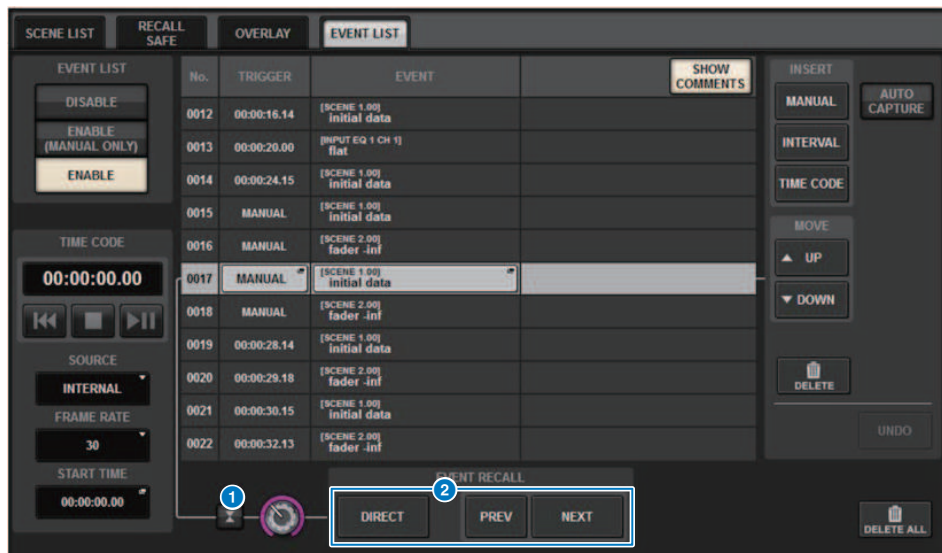 SCENE LIST
RECALL
SAFE
OVERLAY
EVENT LIST
EVENT LIST
DISABLE
ENABLE
(MANUAL ONLY)
ENABLE
TIME CODE
00:00:00.00
SOURCE
INTERNAL
FRAME RATE
30
START TIME
00:00:00.00
No. TRIGGER EVENT SHOW COMMENTS
0012 00:00:16.14 [SCENE 1.00] initial data
0013 00:00:20.00 [INPUT EQ 1 CH 1] flat
0014 00:00:24.15 [SCENE 1.00] initial data
0015 MANUAL [SCENE 1.00] initial data
0016 MANUAL [SCENE 2.00] fader -inf
0017 MANUAL [SCENE 1.00] initial data
0018 MANUAL [SCENE 2.00] fader -inf
0019 00:00:28.14 [SCENE 1.00] initial data
0020 00:00:29.18 [SCENE 2.00] fader -inf
0021 00:00:30.15 [SCENE 1.00] initial data
0022 00:00:32.13 [SCENE 2.00] fader -inf
EVENT RECALL
1
2
DIRECT
PREV
NEXT
INSERT
MANUAL
AUTO
CAPTURE
INTERVAL
TIME CODE
MOVE
UP
DOWN
DELETE
UNDO
DELETE ALL